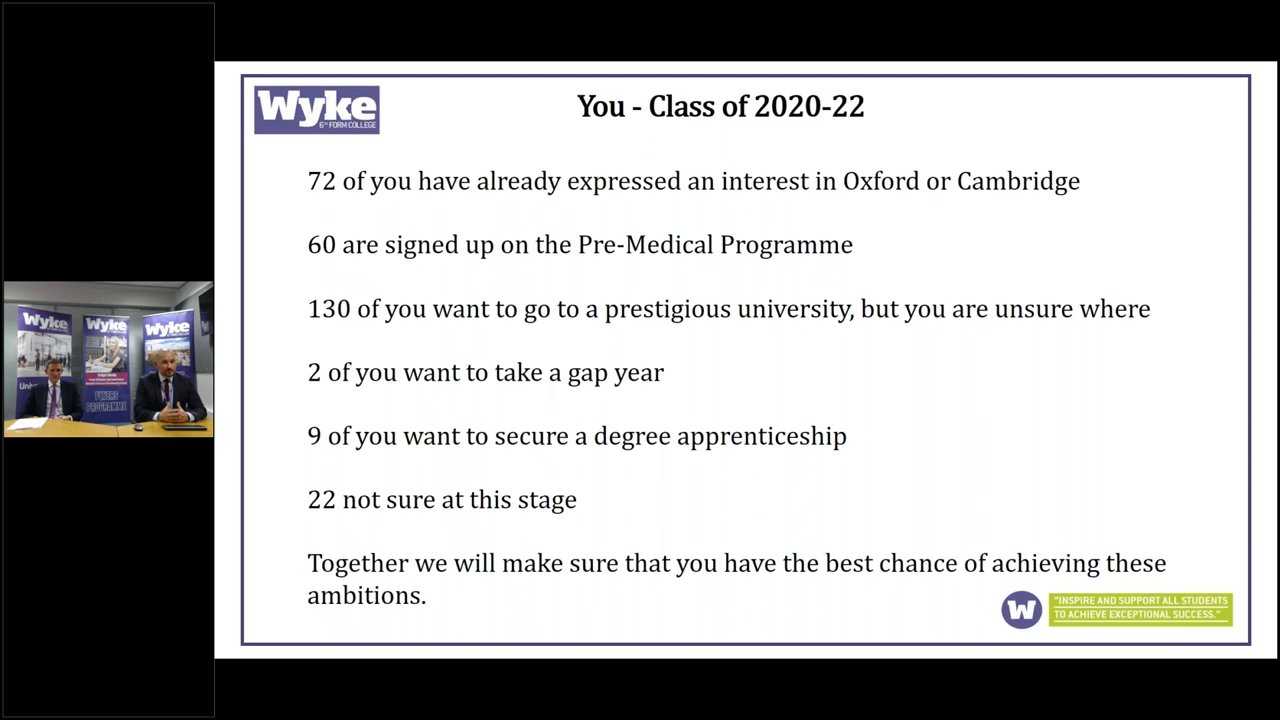 Wyke
6TH FORM COLLEGE
You - Class of 2020-22
72 of you have already expressed an interest in Oxford or Cambridge
60 are signed up on the Pre-Medical Programme
130 of you want to go to a prestigious university, but you are unsure where
2 of you want to take a gap year
9 of you want to secure a degree apprenticeship
22 not sure at this stage
Together we will make sure that you have the best chance of achieving these
ambitions.
W
"INSPIRE AND SUPPORT ALL STUDENTS
TO ACHIEVE EXCEPTIONAL SUCCESS."
Wyke
Wyke
Wyke
FLYERS
PROGRAMME